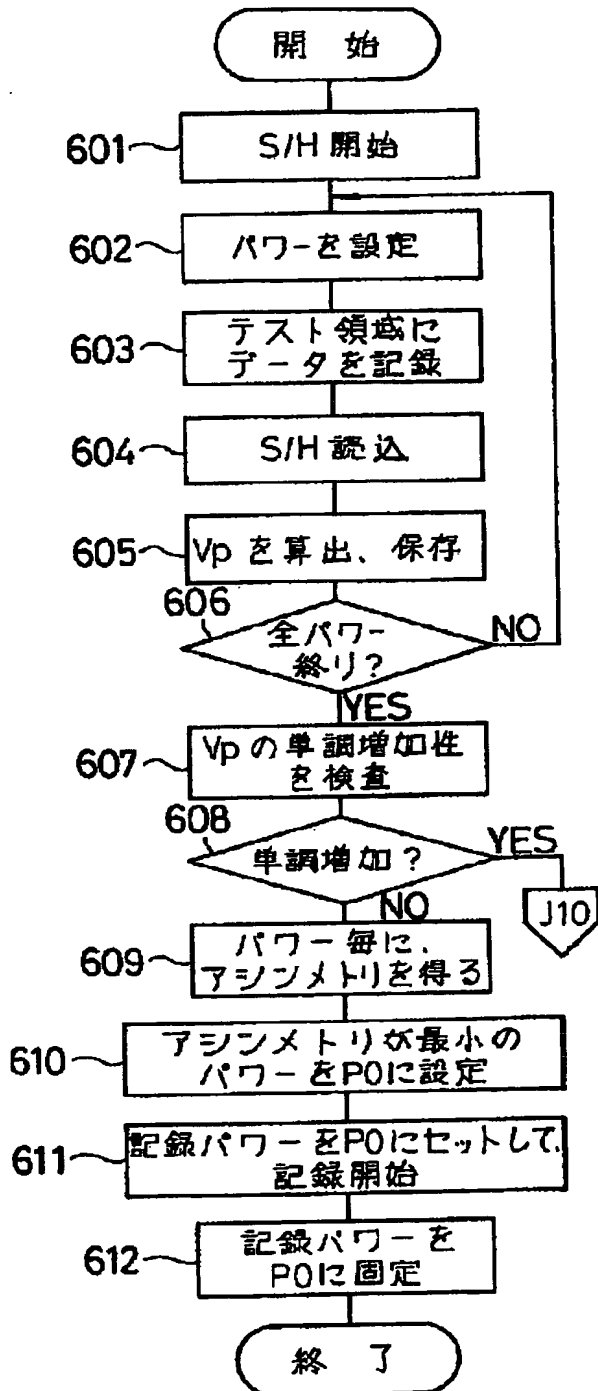 開 始
601
S/H 開始
602
パワーを設定
603
テスト領域に
データを記録
604
S/H 読込
605
Vp を算出、保存
606
全パワー
終り?
NO
YES
607
Vp の単調増加性
を検査
608
単調増加?
YES
J10
NO
609
パワー毎に、
アシンメトリを得る
610
アシンメトリが最小の
パワーをP0に設定
611
記録パワーをP0にセットして、
記録開始
612
記録パワーを
P0に固定
終 了